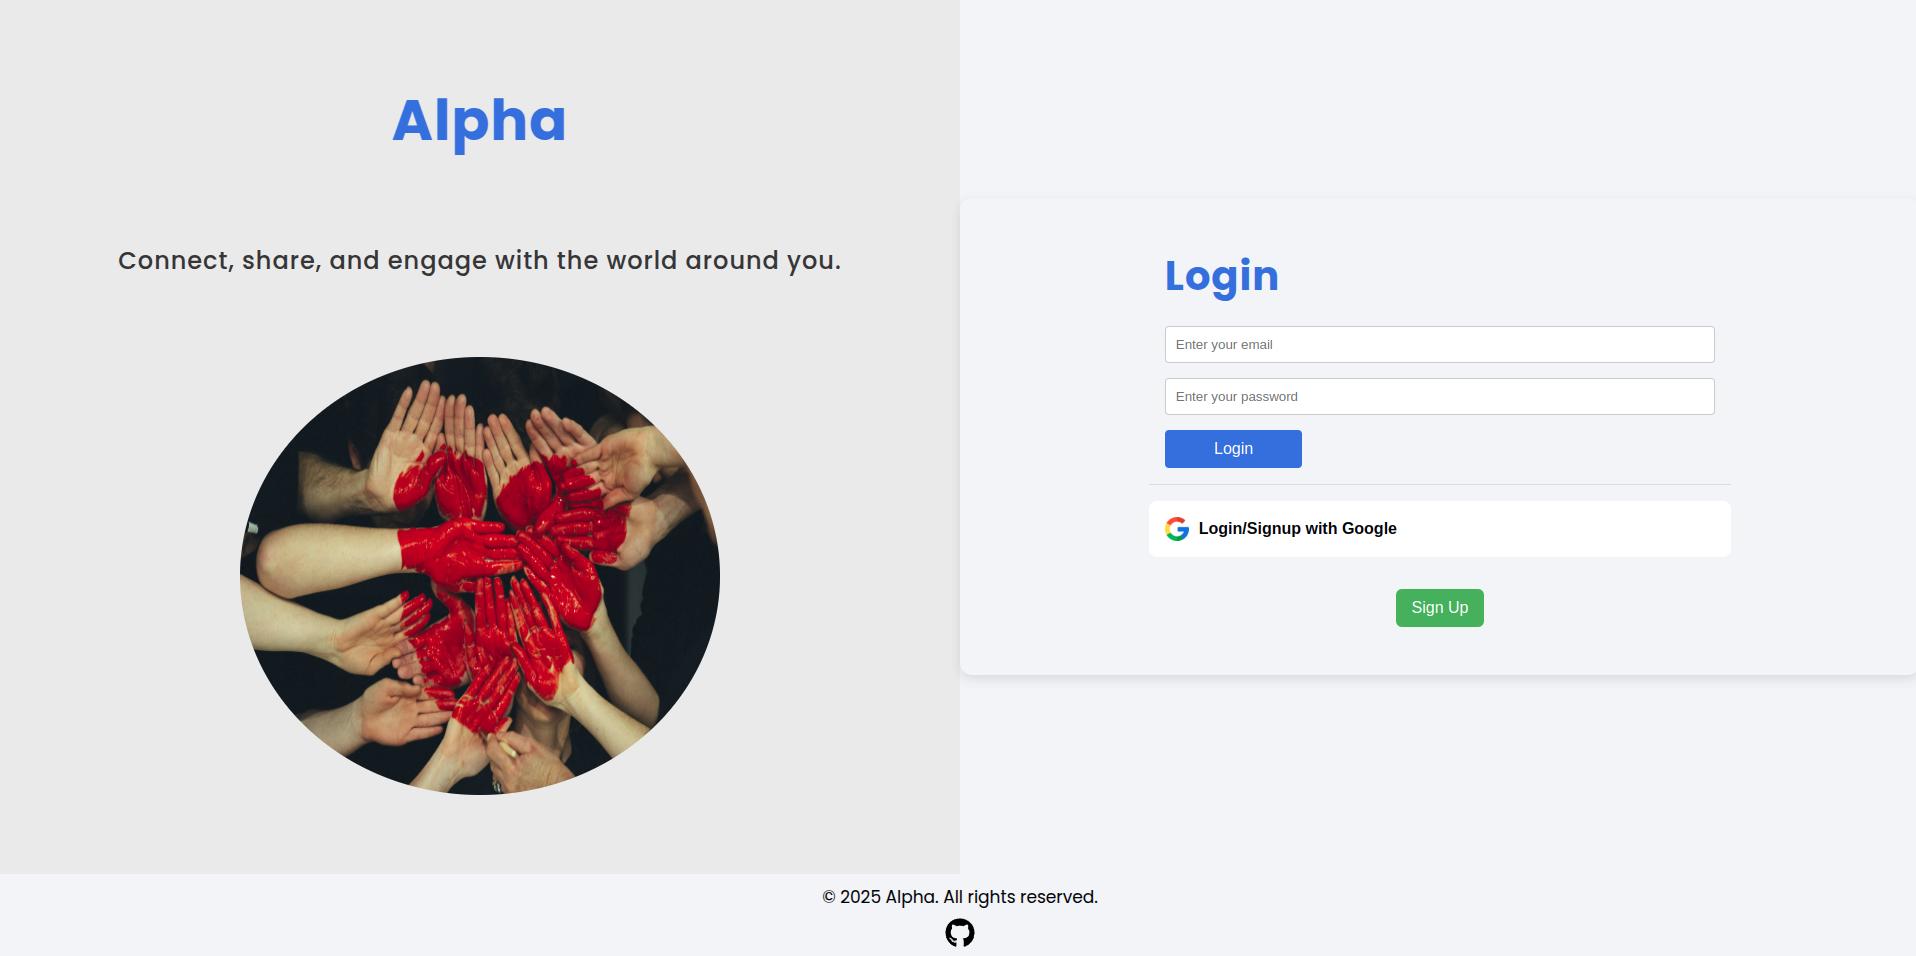 Alpha
Connect, share, and engage with the world around you.
Login
Enter your email
Enter your password
Login
Login/Signup with Google
Sign Up
© 2025 Alpha. All rights reserved.